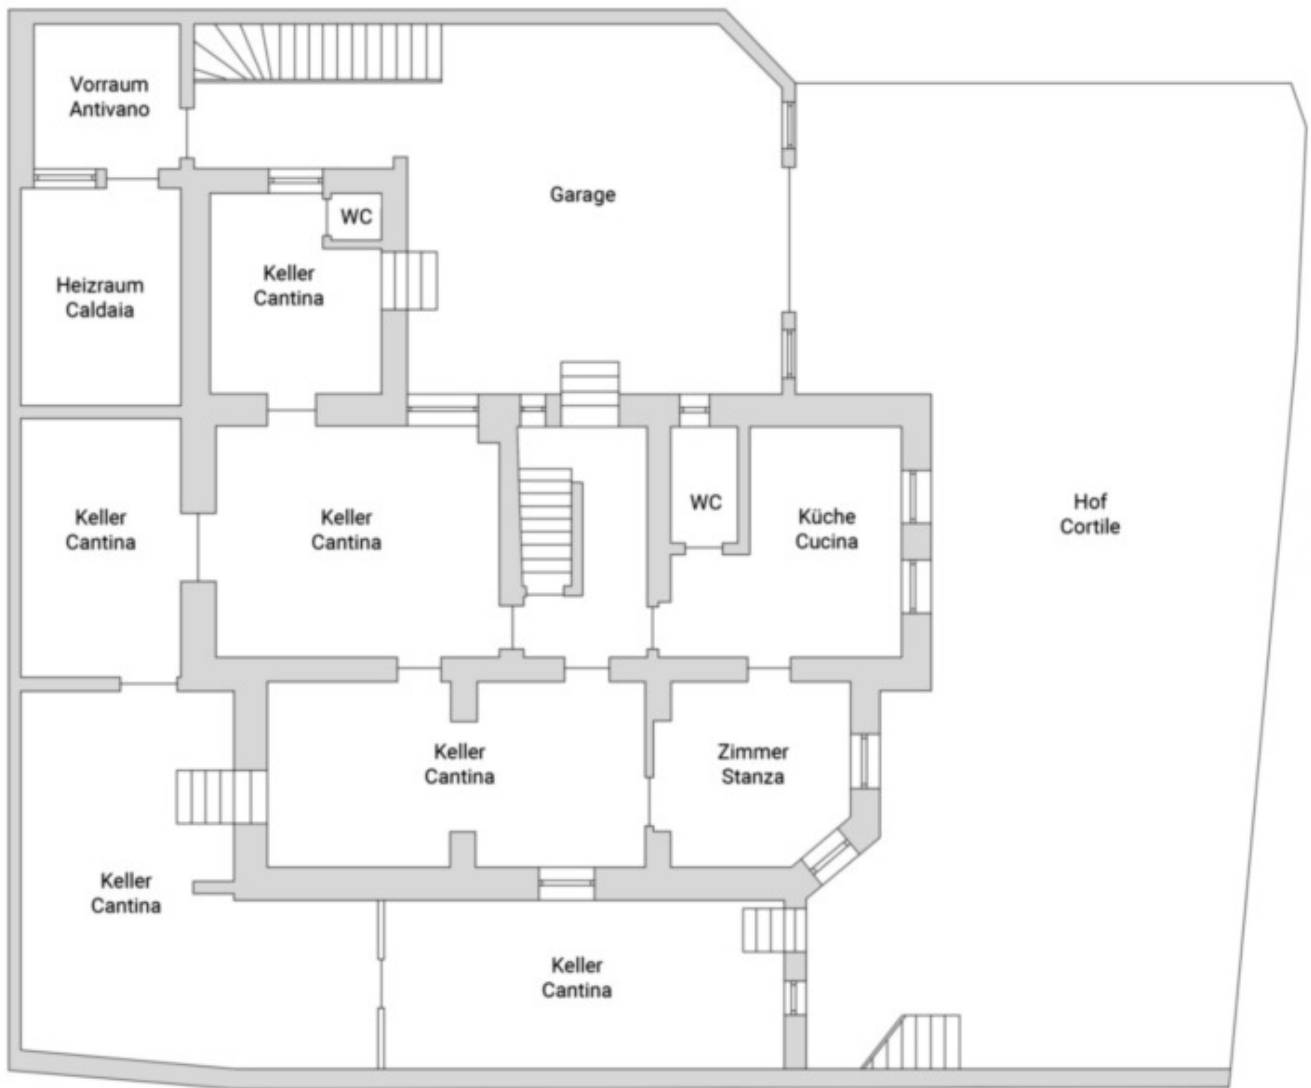 Vorraum
Antivano
Garage
WC
Keller
Cantina
Heizraum
Caldaia
Keller
Cantina
Keller
Cantina
WC
Küche
Cucina
Hof
Cortile
Keller
Cantina
Zimmer
Stanza
Keller
Cantina
Keller
Cantina